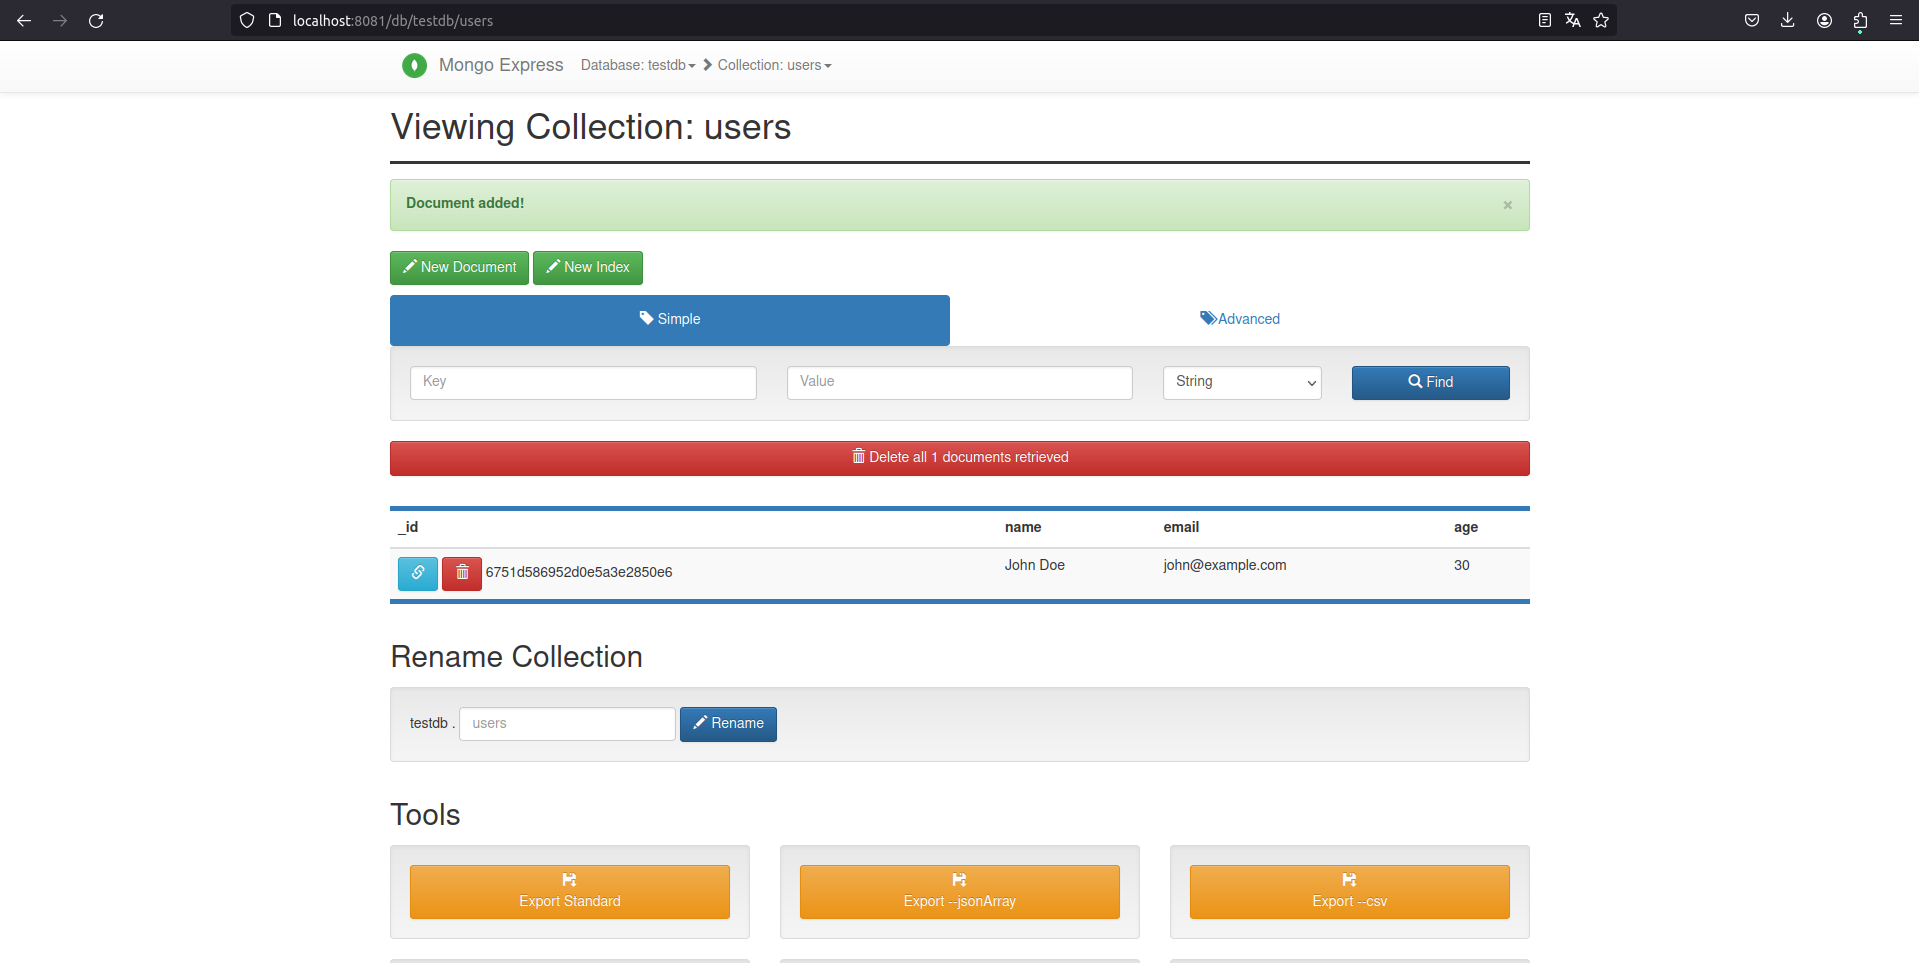 localhost:8081/db/testdb/users
Mongo Express Database: testdb Collection: users
Viewing Collection: users
Document added! ×
New Document New Index
Simple Advanced
Key Value String Find
Delete all 1 documents retrieved
_id name email age
6751d586952d0e5a3e2850e6 John Doe john@example.com 30
Rename Collection
testdb . users Rename
Tools
Export Standard Export --jsonArray Export --csv